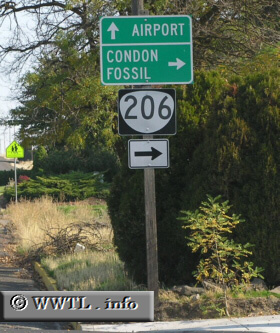 AIRPORT
CONDON
FOSSIL
206
WWTL . info